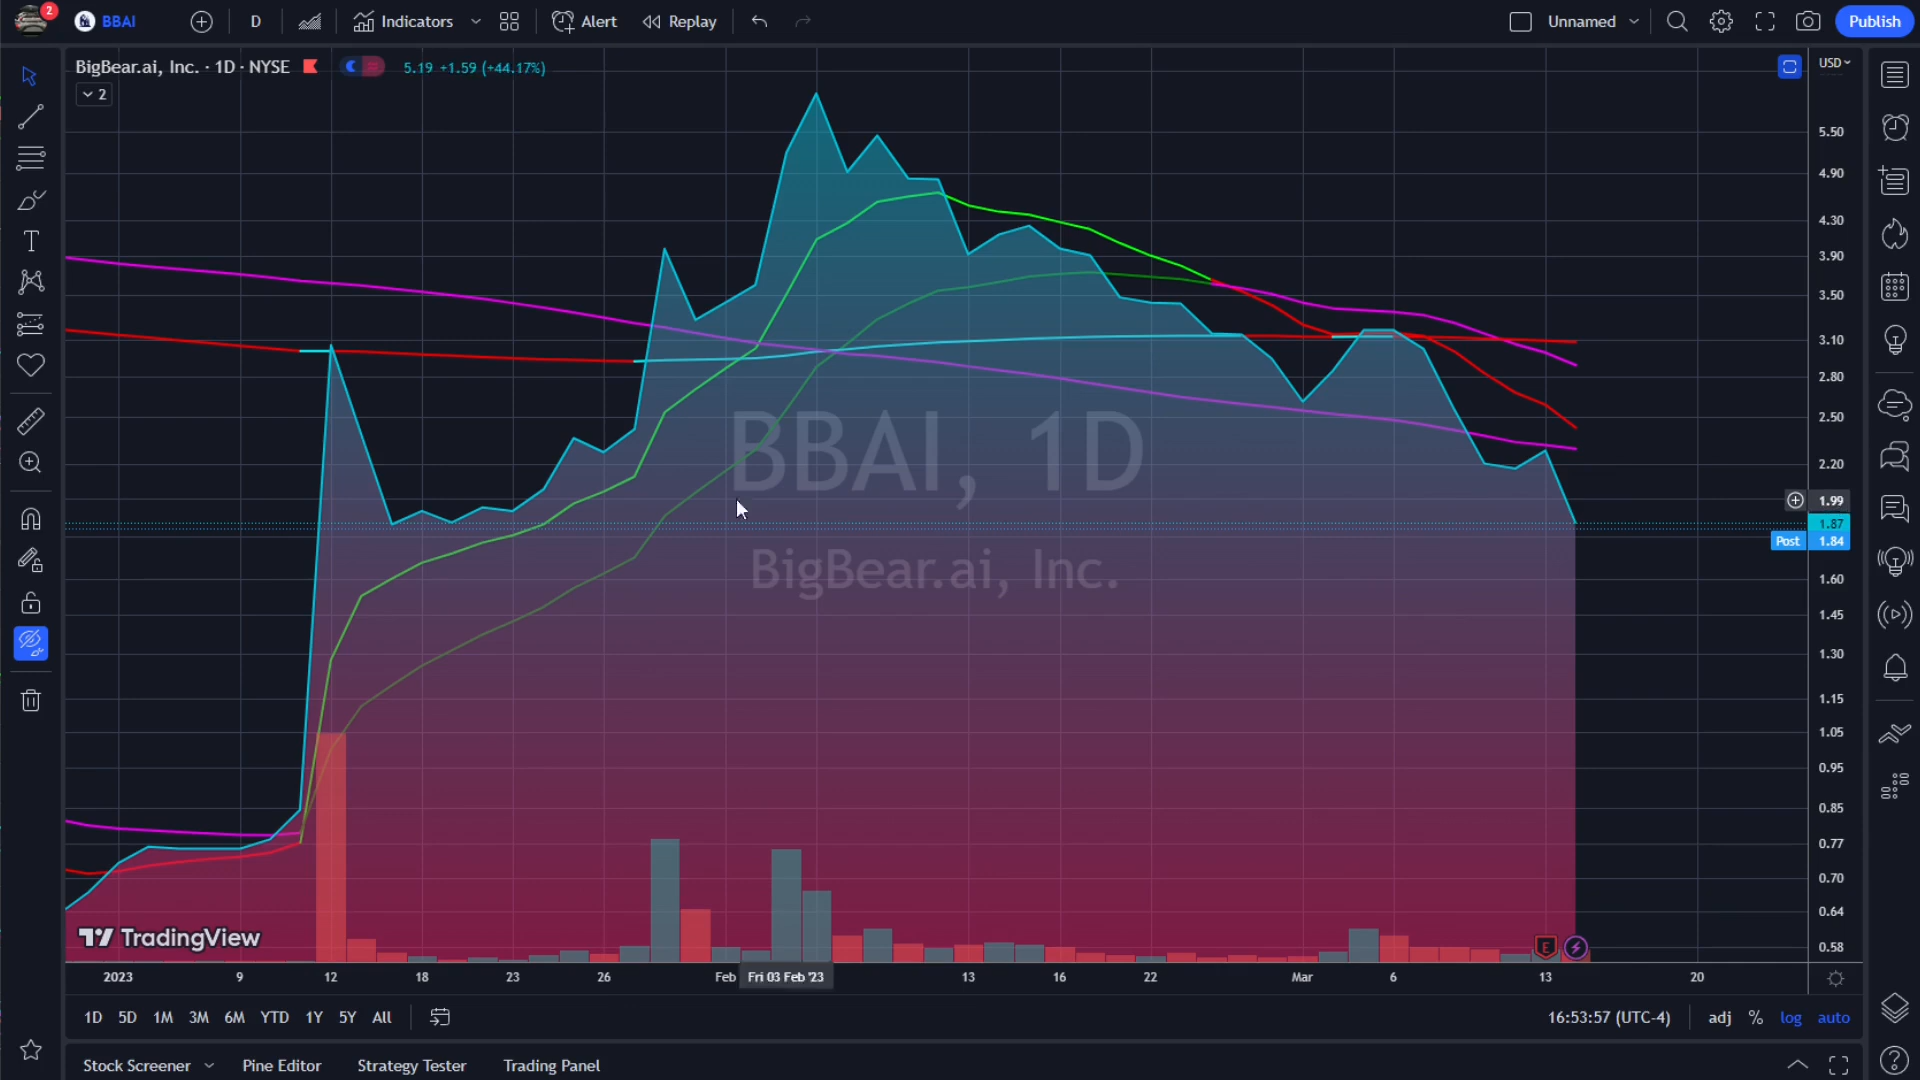 2
BBAI
D
Indicators
Alert
Replay
Unnamed
Publish
BigBear.ai, Inc. · 1D · NYSE
5.19 +1.59 (+44.17%)
2
USD
5.50
4.90
4.30
3.90
3.50
3.10
2.80
2.50
2.20
1.99
1.87
Post 1.84
1.60
1.45
1.30
1.15
1.05
0.95
0.85
0.77
0.70
0.64
0.58
BBAI, 1D
BigBear.ai, Inc.
TradingView
E
2023 9 12 18 23 26 Feb Fri 03 Feb '23 13 16 22 Mar 6 13 20
1D 5D 1M 3M 6M YTD 1Y 5Y All
16:53:57 (UTC-4) adj % log auto
Stock Screener Pine Editor Strategy Tester Trading Panel